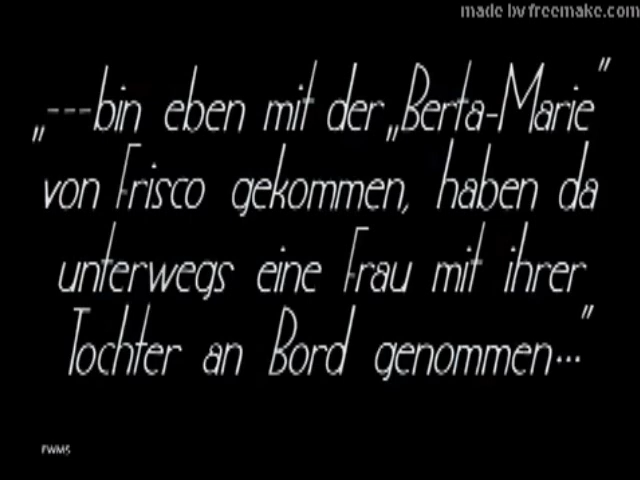 made by freemake.com
„---bin eben mit der „Berta-Marie"
von Frisco gekommen, haben da
unterwegs eine Frau mit ihrer
Tochter an Bord genommen..."
FWMS